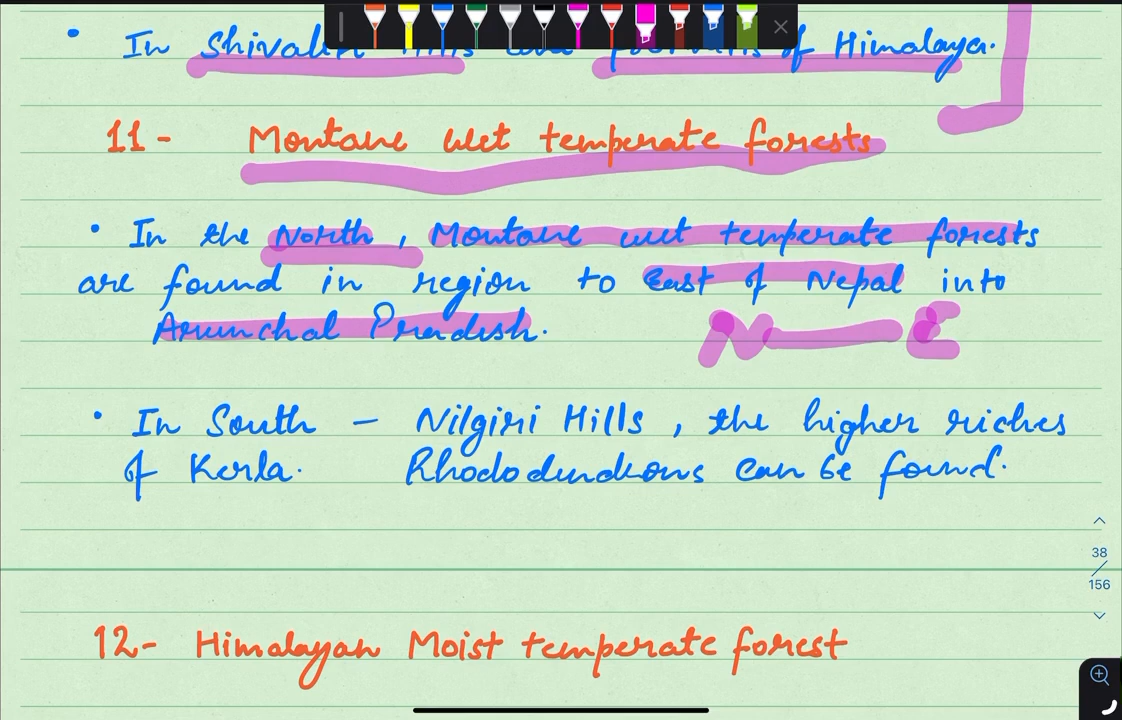 • In Shivalik of Himalaya.
11- Montane wet temperate forests
• In the North, Montane wet temperate forests
are found in region to East of Nepal into
Arunchal Pradesh.
N — E
• In South — Nilgiri Hills, the higher riches
of Kerla. Rhododendrons can be found.
38
156
12- Himalayan Moist temperate forest